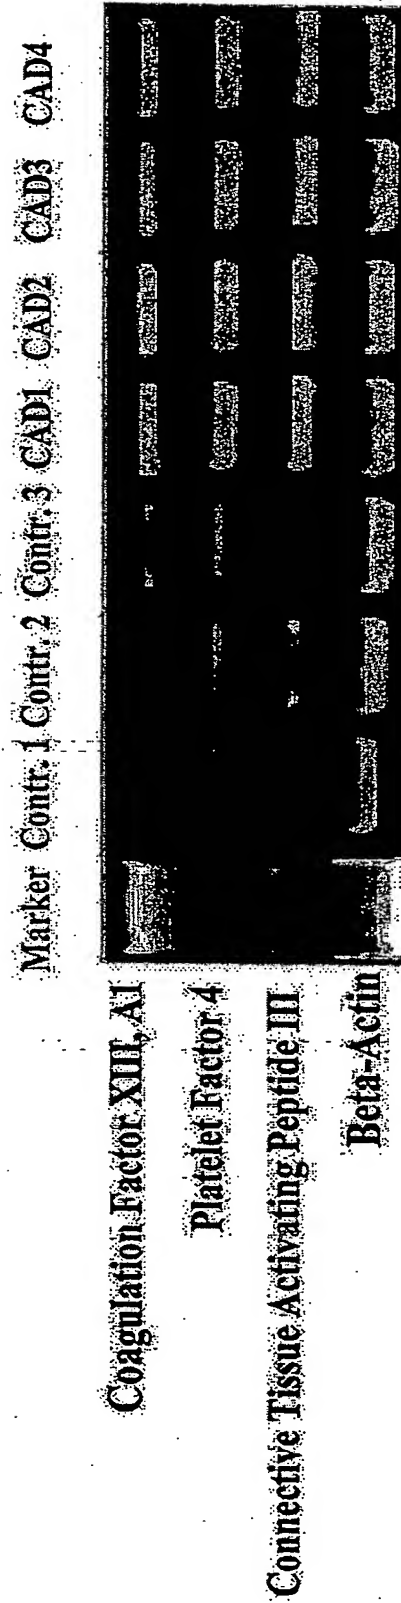 Marker Contr. 1 Contr. 2 Contr. 3 CAD1 CAD2 CAD3 CAD4
Coagulation Factor XIII, A1
Platelet Factor 4
Connective Tissue Activating Peptide III
Beta-Actin